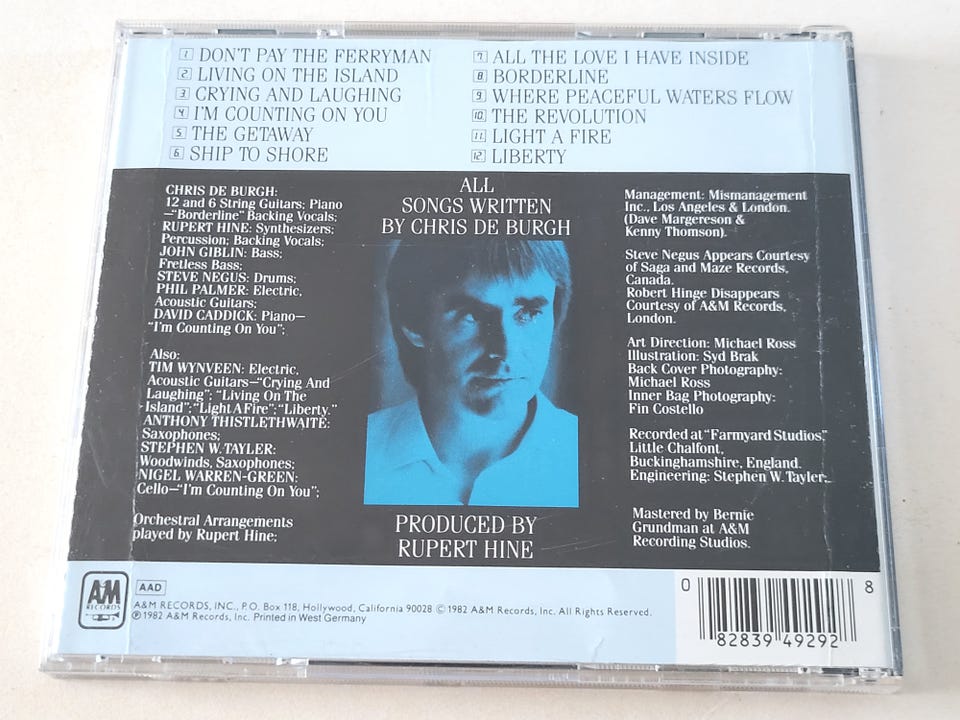 1. DON'T PAY THE FERRYMAN
2. LIVING ON THE ISLAND
3. CRYING AND LAUGHING
4. I'M COUNTING ON YOU
5. THE GETAWAY
6. SHIP TO SHORE
7. ALL THE LOVE I HAVE INSIDE
8. BORDERLINE
9. WHERE PEACEFUL WATERS FLOW
10. THE REVOLUTION
11. LIGHT A FIRE
12. LIBERTY
CHRIS DE BURGH:
12 and 6 String Guitars; Piano
—"Borderline" Backing Vocals;
RUPERT HINE: Synthesizers;
Percussion; Backing Vocals;
JOHN GIBLIN: Bass;
Fretless Bass;
STEVE NEGUS: Drums;
PHIL PALMER: Electric,
Acoustic Guitars;
DAVID CADDICK: Piano—
"I'm Counting On You";
Also:
TIM WYNVEEN: Electric,
Acoustic Guitars—"Crying And
Laughing"; "Living On The
Island"; "Light A Fire"; "Liberty."
ANTHONY THISTLETHWAITE:
Saxophones;
STEPHEN W. TAYLER:
Woodwinds, Saxophones;
NIGEL WARREN-GREEN:
Cello—"I'm Counting On You";
Orchestral Arrangements
played by Rupert Hine;
ALL
SONGS WRITTEN
BY CHRIS DE BURGH
PRODUCED BY
RUPERT HINE
Management: Mismanagement
Inc., Los Angeles & London.
(Dave Margereson &
Kenny Thomson).
Steve Negus Appears Courtesy
of Saga and Maze Records,
Canada.
Robert Hinge Disappears
Courtesy of A&M Records,
London.
Art Direction: Michael Ross
Illustration: Syd Brak
Back Cover Photography:
Michael Ross
Inner Bag Photography:
Fin Costello
Recorded at "Farmyard Studios,"
Little Chalfont,
Buckinghamshire, England.
Engineering: Stephen W. Tayler;
Mastered by Bernie
Grundman at A&M
Recording Studios.
A&M
RECORDS
AAD
A&M RECORDS, INC., P.O. Box 118, Hollywood, California 90028 © 1982 A&M Records, Inc. All Rights Reserved.
℗ 1982 A&M Records, Inc. Printed in West Germany
0 82839 49292 8